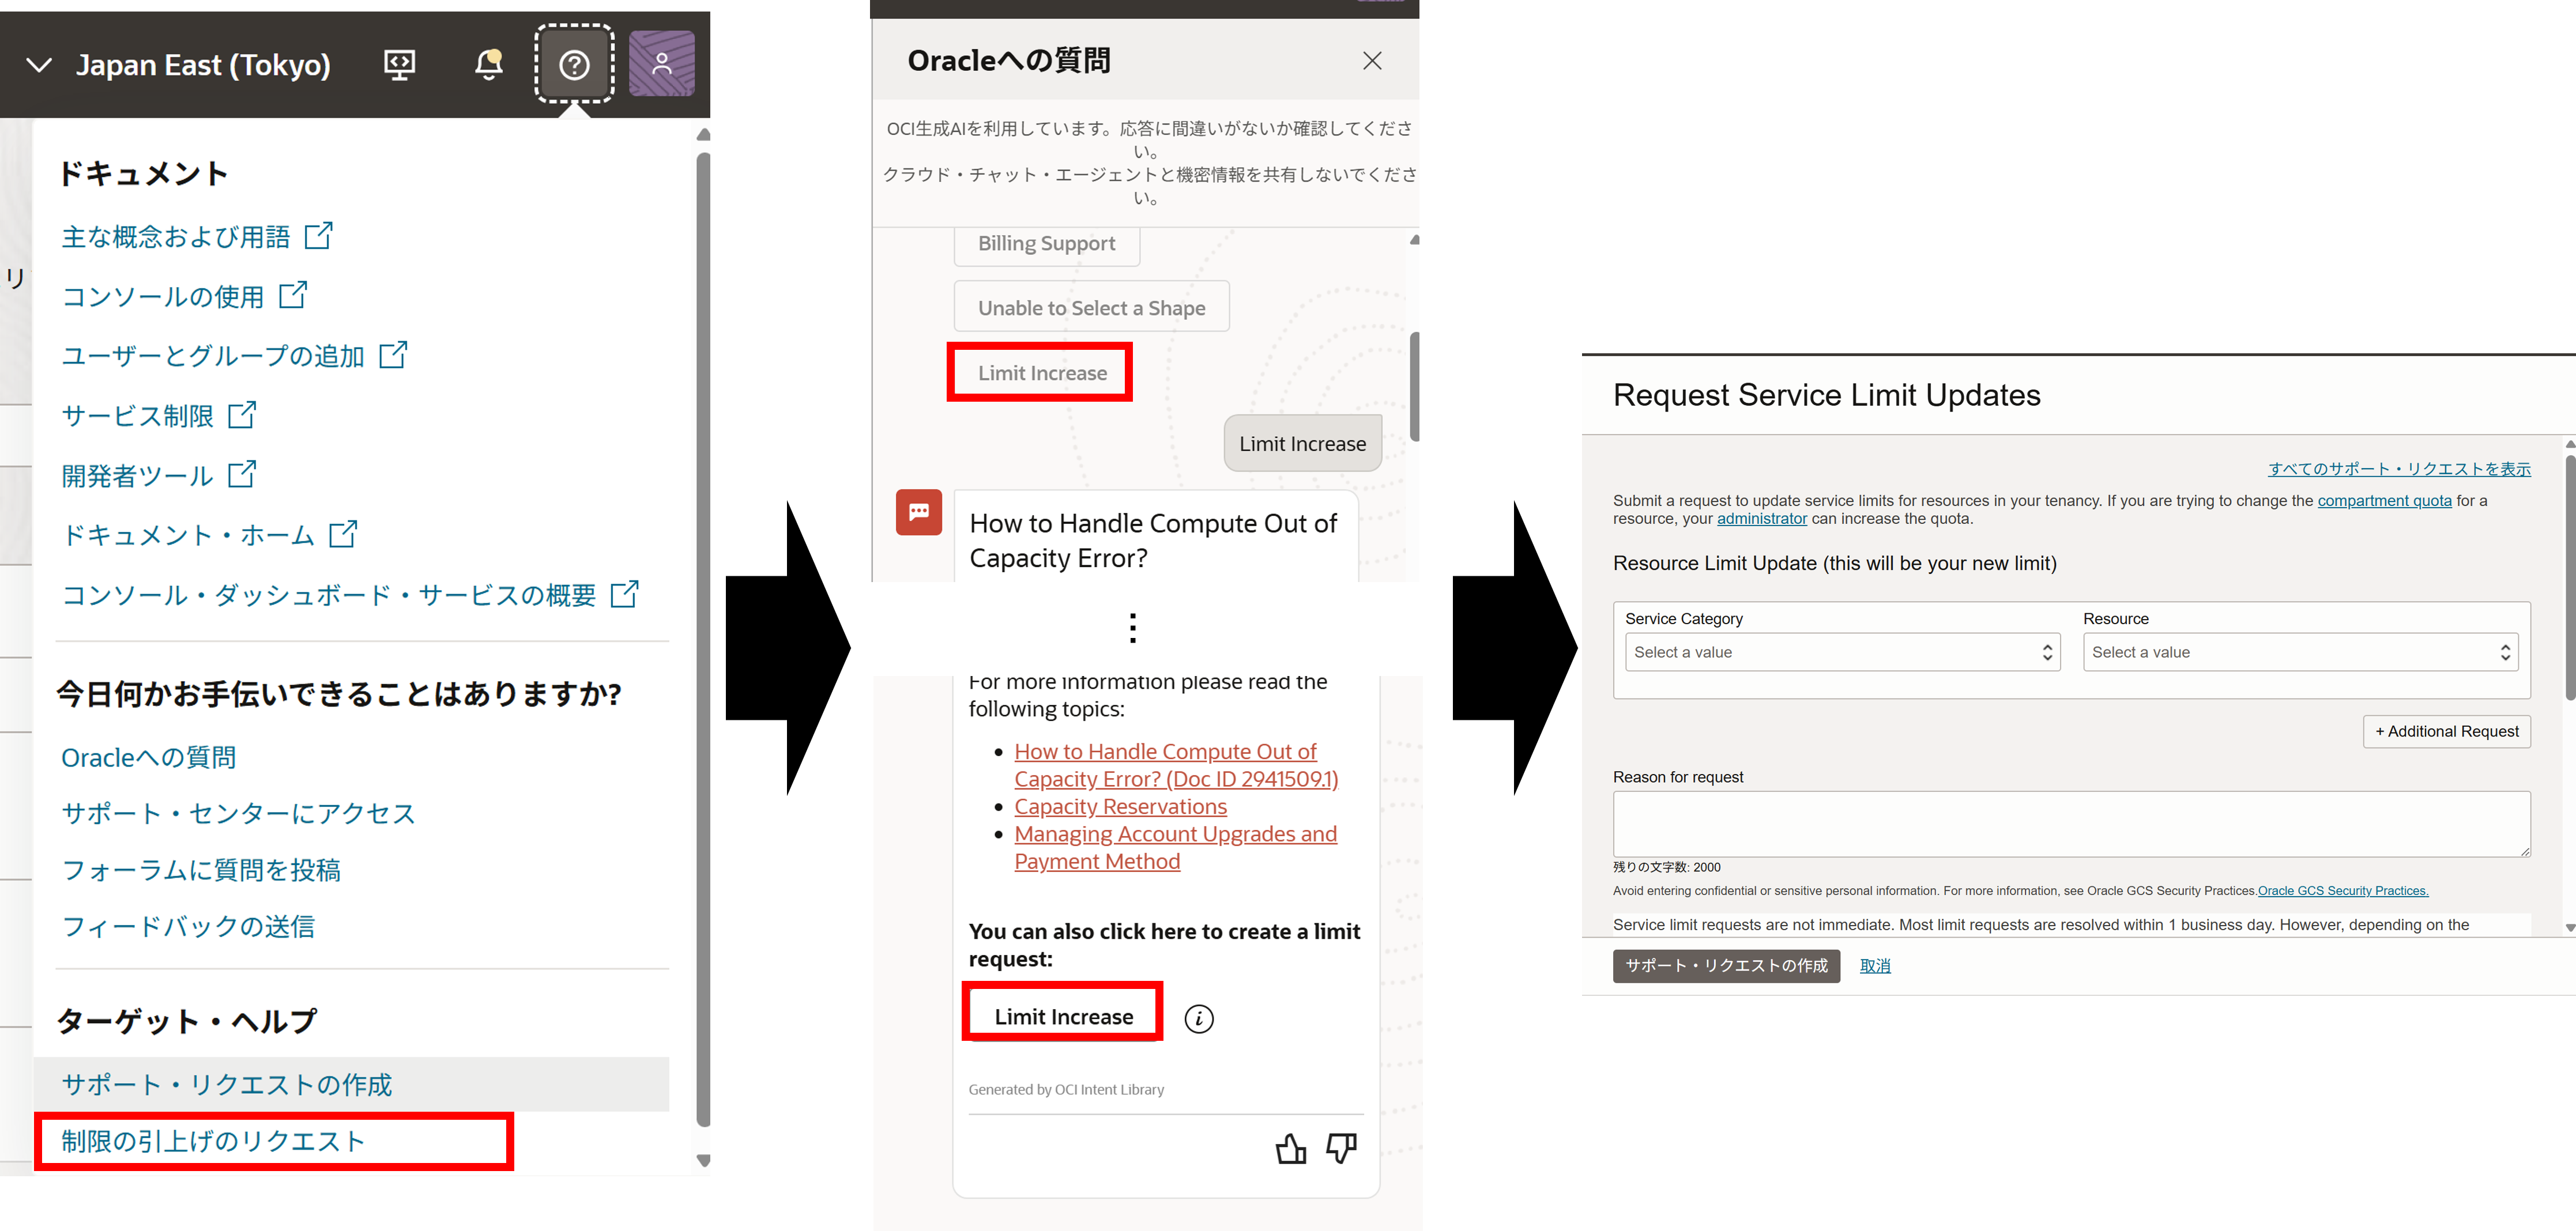 Japan East (Tokyo)
リ
ドキュメント
主な概念および用語
コンソールの使用
ユーザーとグループの追加
サービス制限
開発者ツール
ドキュメント・ホーム
コンソール・ダッシュボード・サービスの概要
今日何かお手伝いできることはありますか?
Oracleへの質問
サポート・センターにアクセス
フォーラムに質問を投稿
フィードバックの送信
ターゲット・ヘルプ
サポート・リクエストの作成
制限の引上げのリクエスト
Oracleへの質問
OCI生成AIを利用しています。応答に間違いがないか確認してくださ
い。
クラウド・チャット・エージェントと機密情報を共有しないでくださ
い。
Billing Support
Unable to Select a Shape
Limit Increase
Limit Increase
How to Handle Compute Out of
Capacity Error?
For more information please read the
following topics:
How to Handle Compute Out of
Capacity Error? (Doc ID 2941509.1)
Capacity Reservations
Managing Account Upgrades and
Payment Method
You can also click here to create a limit
request:
Limit Increase
Generated by OCI Intent Library
Request Service Limit Updates
すべてのサポート・リクエストを表示
Submit a request to update service limits for resources in your tenancy. If you are trying to change the compartment quota for a
resource, your administrator can increase the quota.
Resource Limit Update (this will be your new limit)
Service Category
Resource
Select a value
Select a value
+ Additional Request
Reason for request
残りの文字数: 2000
Avoid entering confidential or sensitive personal information. For more information, see Oracle GCS Security Practices.Oracle GCS Security Practices.
Service limit requests are not immediate. Most limit requests are resolved within 1 business day. However, depending on the
サポート・リクエストの作成
取消